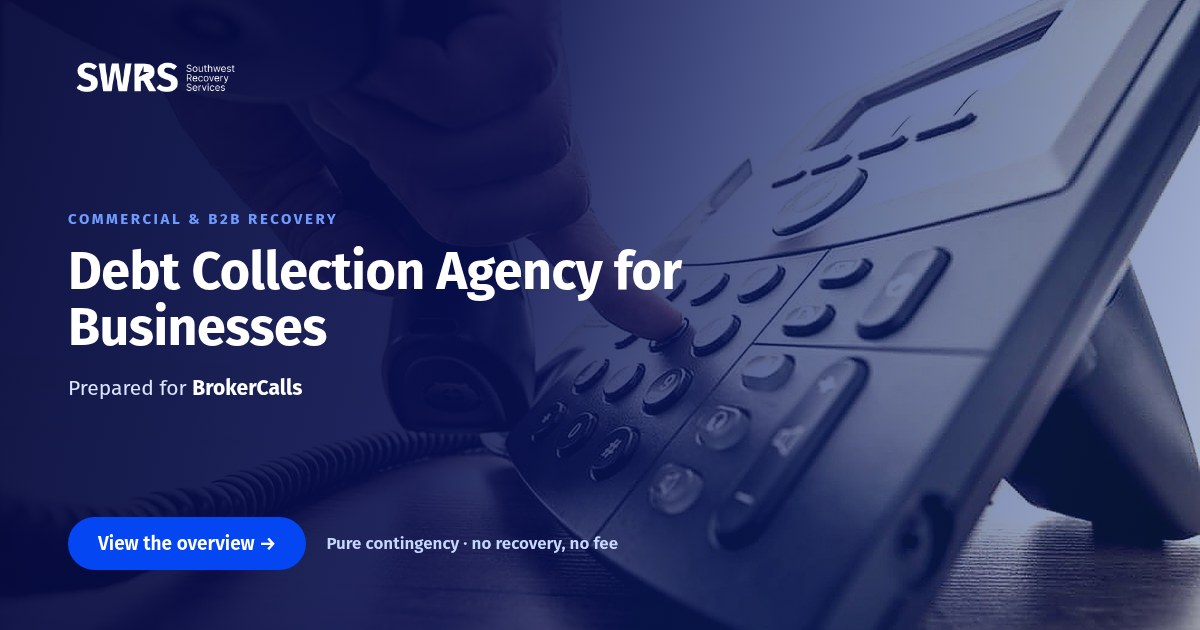 SWRS
Southwest
Recovery
Services
COMMERCIAL & B2B RECOVERY
Debt Collection Agency for
Businesses
Prepared for BrokerCalls
View the overview →
Pure contingency · no recovery, no fee